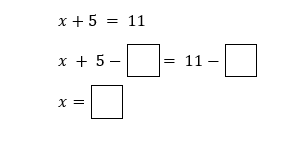 x + 5 = 11
x + 5 − □ = 11 − □
x = □